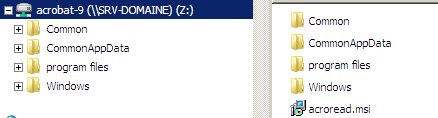 acrobat-9 (\\SRV-DOMAINE) (Z:)
Common
CommonAppData
program files
Windows
Common
CommonAppData
program files
Windows
acroread.msi